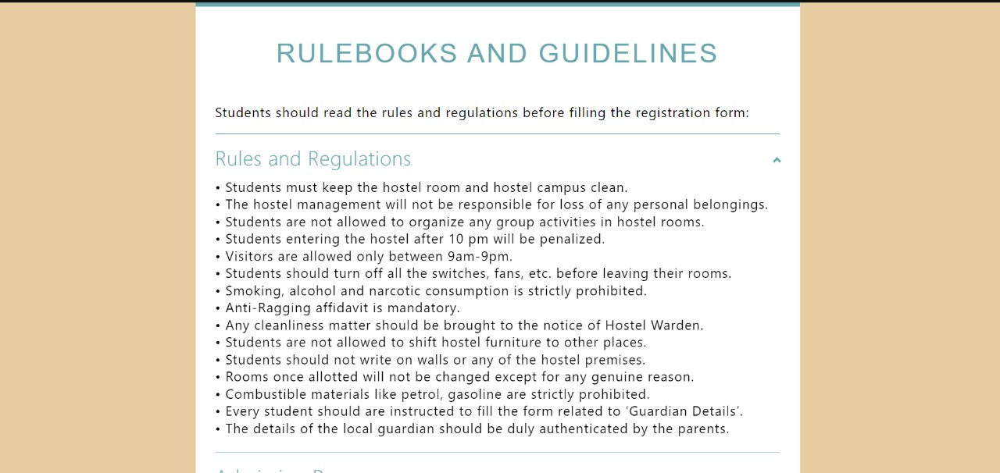 RULEBOOKS AND GUIDELINES
Students should read the rules and regulations before filling the registration form:
Rules and Regulations
• Students must keep the hostel room and hostel campus clean.
• The hostel management will not be responsible for loss of any personal belongings.
• Students are not allowed to organize any group activities in hostel rooms.
• Students entering the hostel after 10 pm will be penalized.
• Visitors are allowed only between 9am-9pm.
• Students should turn off all the switches, fans, etc. before leaving their rooms.
• Smoking, alcohol and narcotic consumption is strictly prohibited.
• Anti-Ragging affidavit is mandatory.
• Any cleanliness matter should be brought to the notice of Hostel Warden.
• Students are not allowed to shift hostel furniture to other places.
• Students should not write on walls or any of the hostel premises.
• Rooms once allotted will not be changed except for any genuine reason.
• Combustible materials like petrol, gasoline are strictly prohibited.
• Every student should are instructed to fill the form related to ‘Guardian Details’.
• The details of the local guardian should be duly authenticated by the parents.